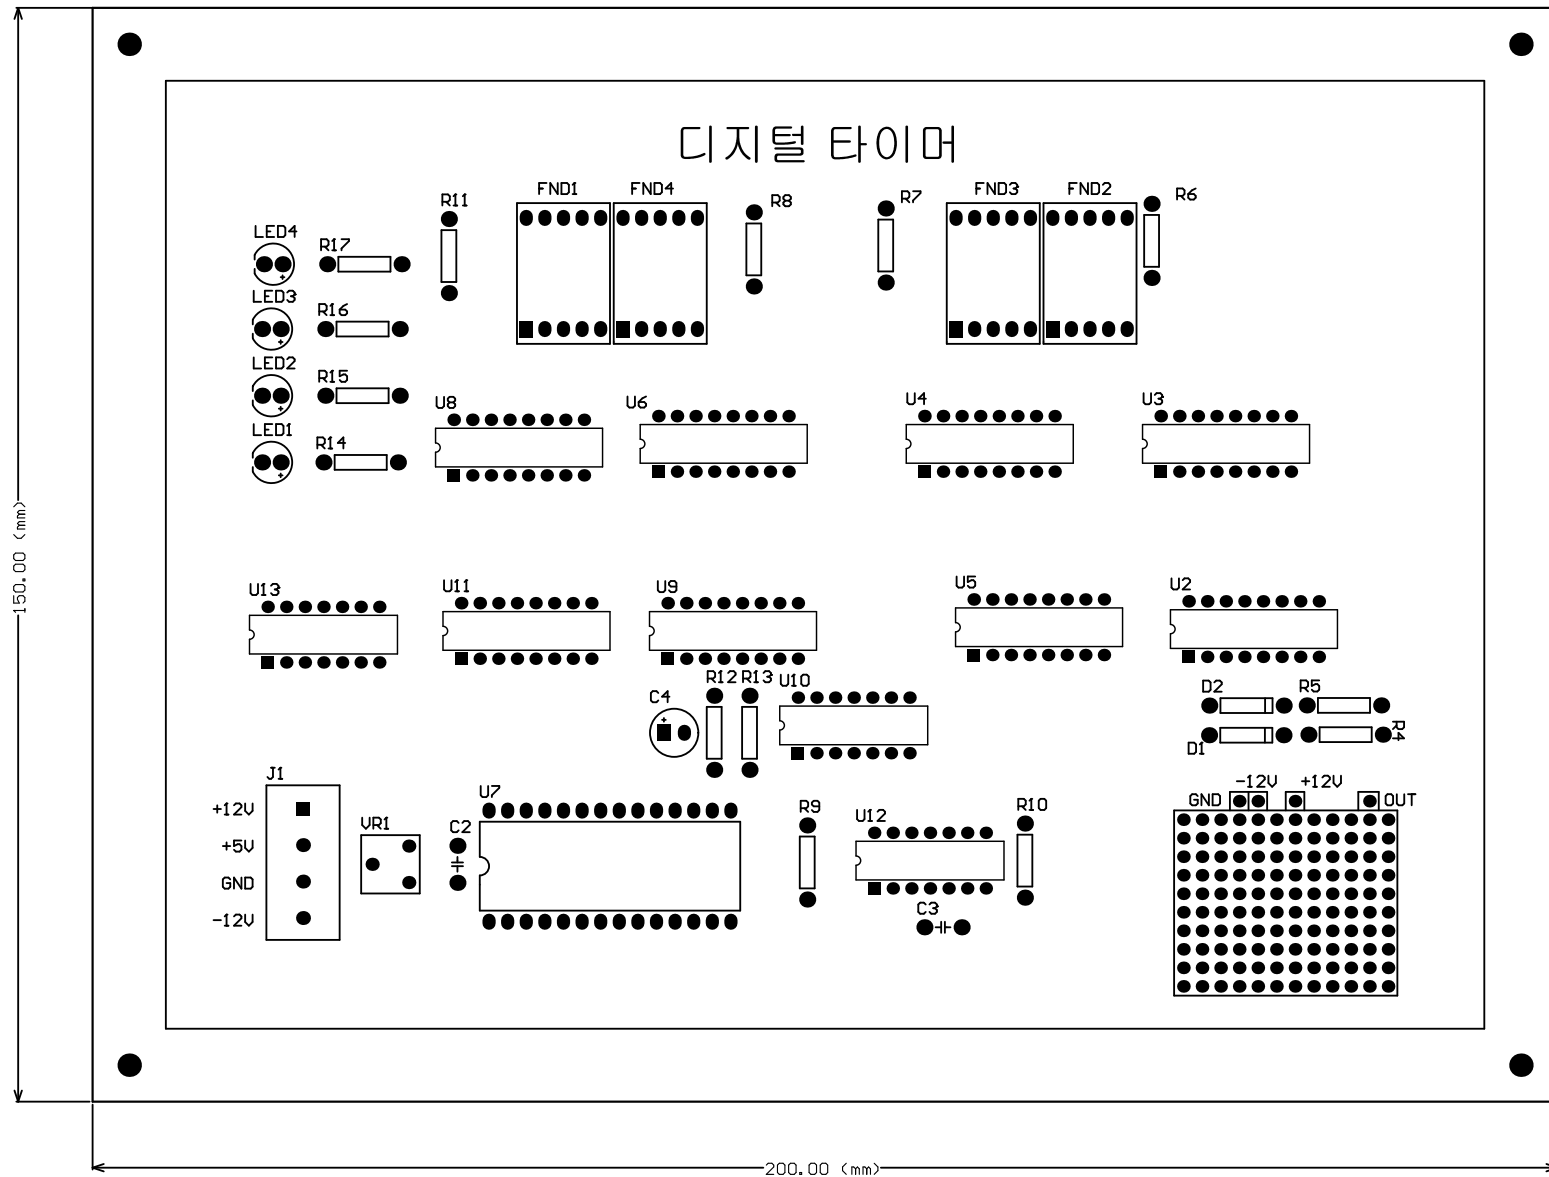 디지털 타이머
FND1 FND4 FND3 FND2
R11 R8 R7 R6
LED4 R17
LED3 R16
LED2 R15
U8 U6 U4 U3
LED1 R14
150.00 (mm)
U13 U11 U9 U5 U2
C4 R12 R13 U10 D2 R5
D1 R4
J1
+12V
+5V
GND
-12V
VR1 C2 U7 R9 U12 R10
C3
-12V +12V
GND OUT
200.00 (mm)